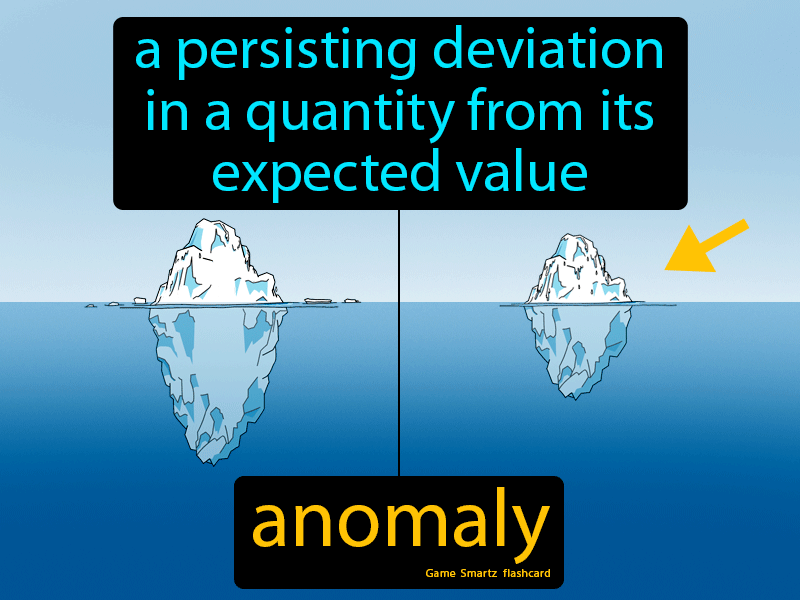 a persisting deviation
in a quantity from its
expected value
anomaly
Game Smartz flashcard